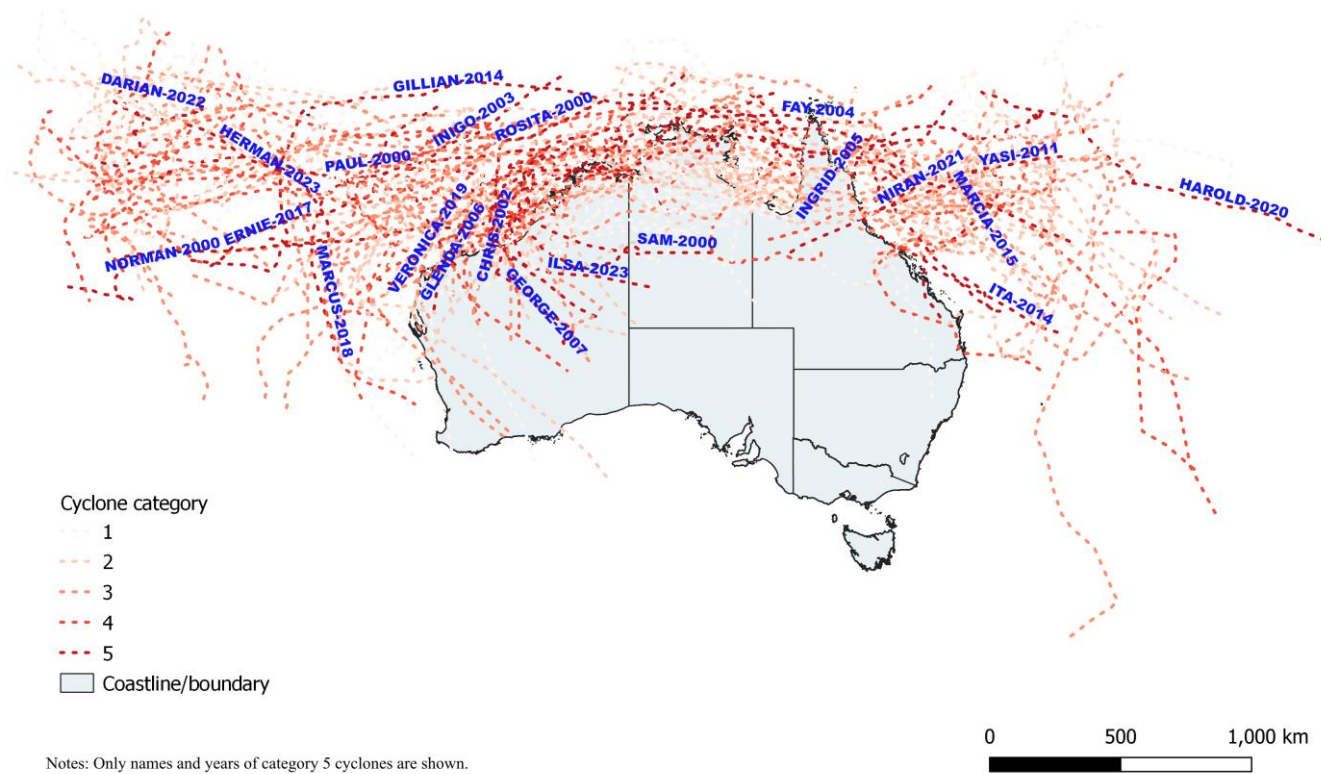 GILLIAN-2014
DARIAN-2022
INIGO-2003
ROSITA-2000
FAY-2004
HERMAN-2023
PAUL-2000
INGRID-2005
NIRAN-2021
YASI-2011
MARCIA-2015
HAROLD-2020
NORMAN-2000 ERNIE-2017
VERONICA-2019
GLENDA-2006
CHRIS-2002
SAM-2000
ILSA-2023
GEORGE-2007
MARCUS-2018
ITA-2014
Cyclone category
1
2
3
4
5
Coastline/boundary
0 500 1,000 km
Notes: Only names and years of category 5 cyclones are shown.